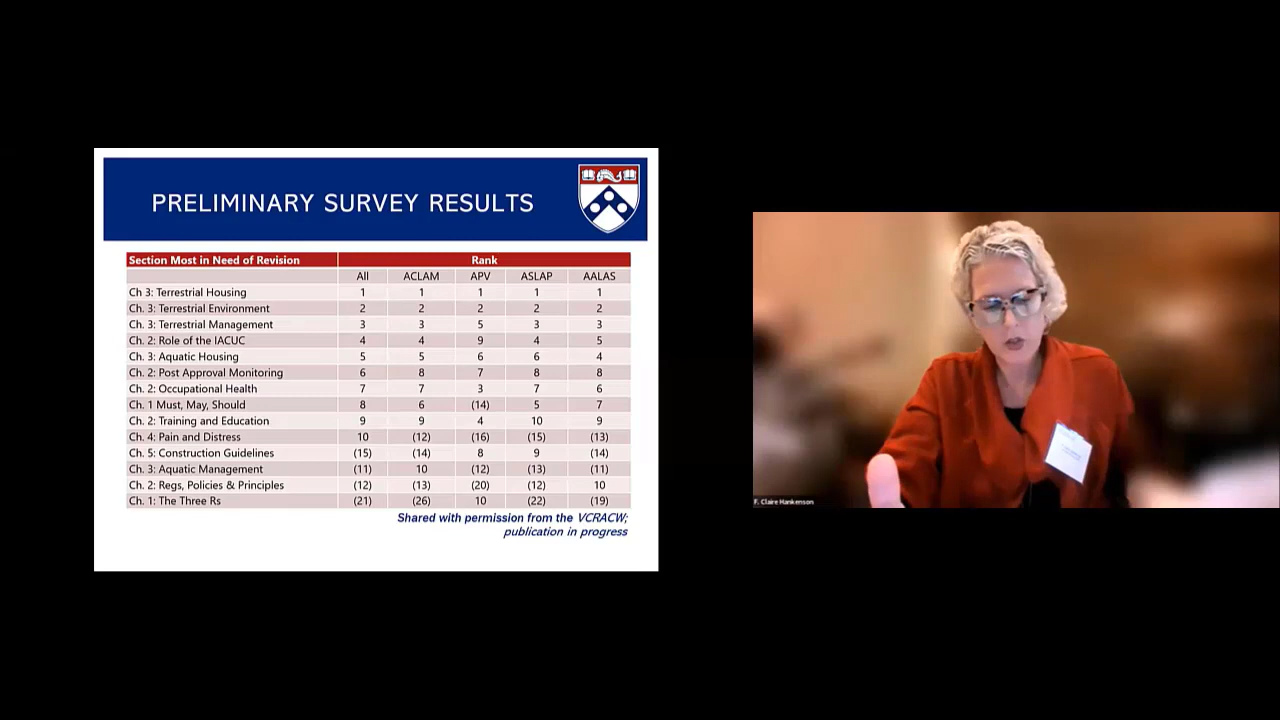 PRELIMINARY SURVEY RESULTS
Section Most in Need of Revision Rank
All ACLAM APV ASLAP AALAS
Ch 3: Terrestrial Housing 1 1 1 1 1
Ch. 3: Terrestrial Environment 2 2 2 2 2
Ch. 3: Terrestrial Management 3 3 5 3 3
Ch. 2: Role of the IACUC 4 4 9 4 5
Ch. 3: Aquatic Housing 5 5 6 6 4
Ch. 2: Post Approval Monitoring 6 8 7 8 8
Ch. 2: Occupational Health 7 7 3 7 6
Ch. 1 Must, May, Should 8 6 (14) 5 7
Ch. 2: Training and Education 9 9 4 10 9
Ch. 4: Pain and Distress 10 (12) (16) (15) (13)
Ch. 5: Construction Guidelines (15) (14) 8 9 (14)
Ch. 3: Aquatic Management (11) 10 (12) (13) (11)
Ch. 2: Regs, Policies & Principles (12) (13) (20) (12) 10
Ch. 1: The Three Rs (21) (26) 10 (22) (19)
Shared with permission from the VCRACW;
publication in progress
F. Claire Hankenson